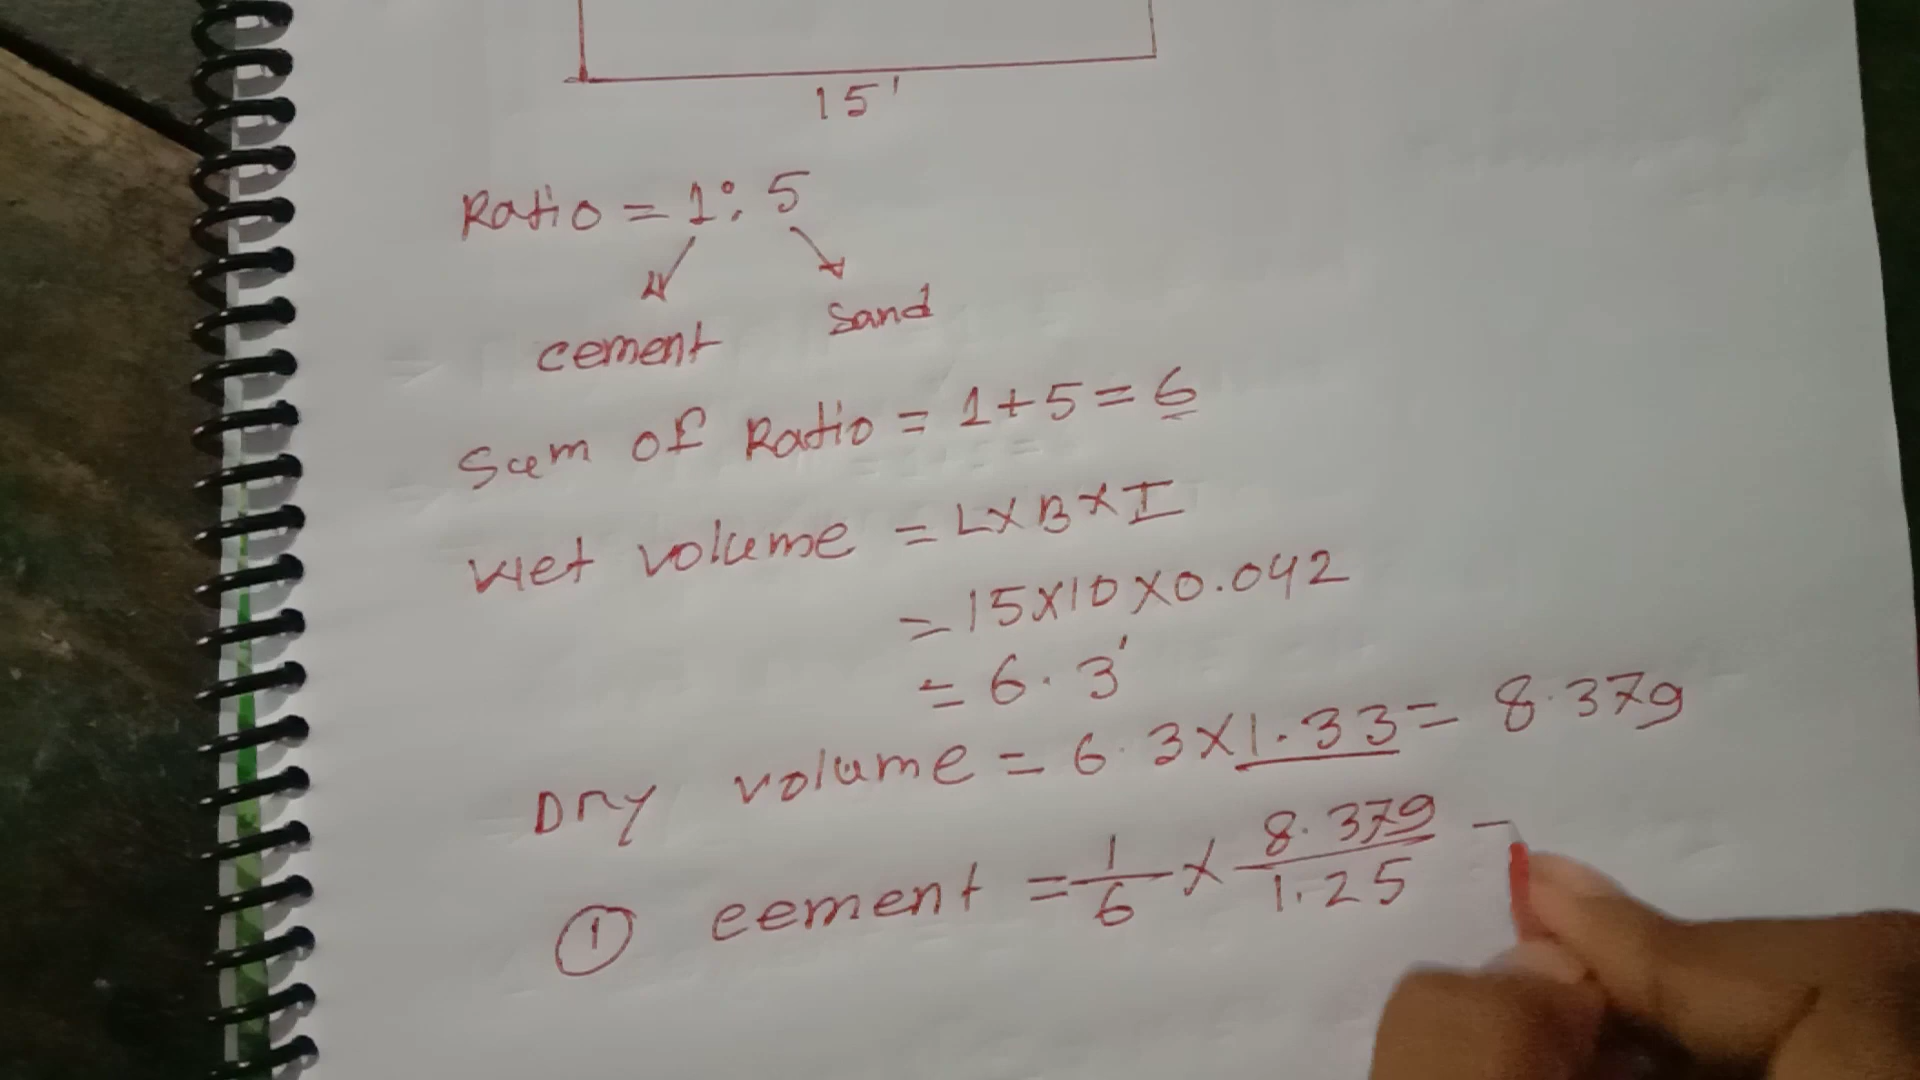 15'
Ratio = 1:5
cement
Sand
Sum of Ratio = 1+5=6
Wet volume = L×B×I
= 15×10×0.042
= 6.3'
Dry volume = 6.3×1.33= 8.379
① cement = 1/6 × 8.379/1.25